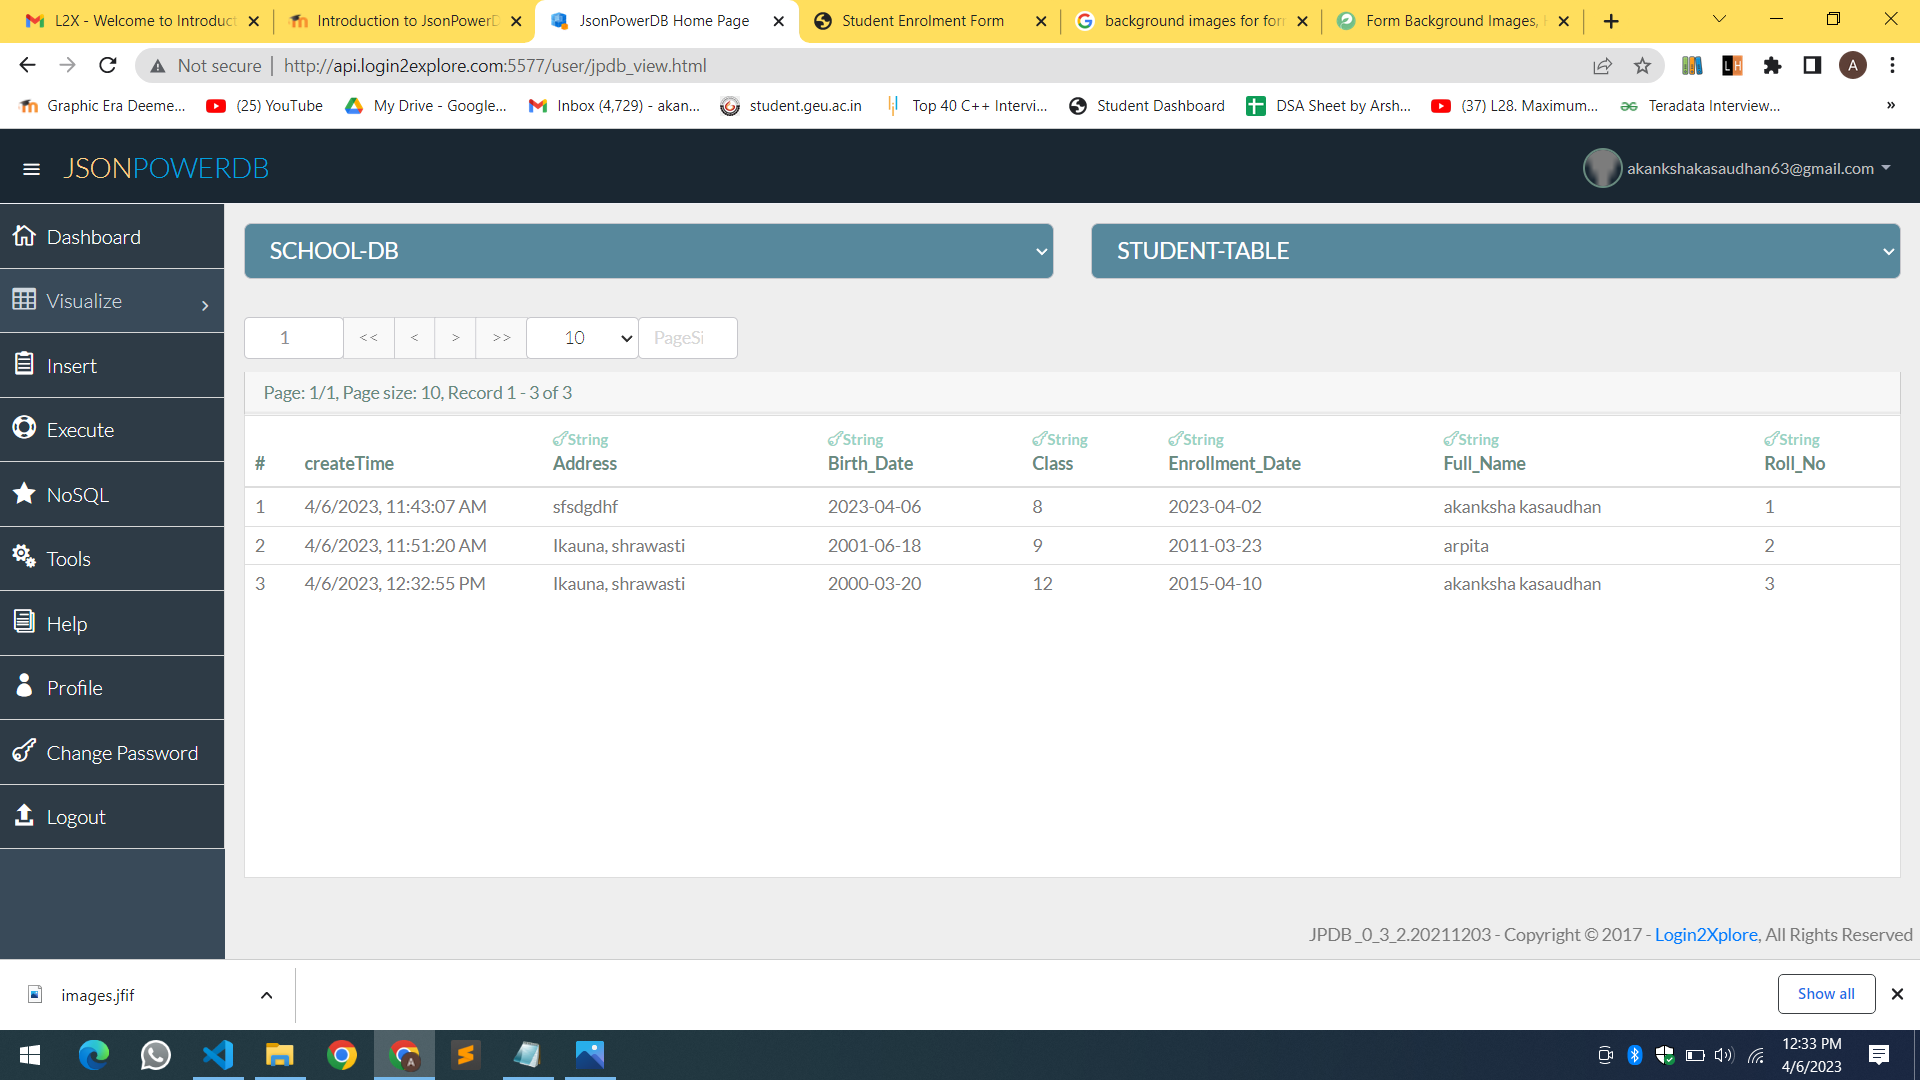 L2X - Welcome to Introduct
Introduction to JsonPowerD
JsonPowerDB Home Page
Student Enrolment Form
background images for for
Form Background Images,
Not secure
http://api.login2explore.com:5577/user/jpdb_view.html
A
Graphic Era Deeme...
(25) YouTube
My Drive - Google...
Inbox (4,729) - akan...
student.geu.ac.in
Top 40 C++ Intervi...
Student Dashboard
DSA Sheet by Arsh...
(37) L28. Maximum...
Teradata Interview...
»
JSONPOWERDB
akankshakasaudhan63@gmail.com
Dashboard
Visualize
Insert
Execute
NoSQL
Tools
Help
Profile
Change Password
Logout
SCHOOL-DB
STUDENT-TABLE
1 << < > >> 10 PageSi
Page: 1/1, Page size: 10, Record 1 - 3 of 3
String String String String String String
# createTime Address Birth_Date Class Enrollment_Date Full_Name Roll_No
1 4/6/2023, 11:43:07 AM sfsdgdhf 2023-04-06 8 2023-04-02 akanksha kasaudhan 1
2 4/6/2023, 11:51:20 AM Ikauna, shrawasti 2001-06-18 9 2011-03-23 arpita 2
3 4/6/2023, 12:32:55 PM Ikauna, shrawasti 2000-03-20 12 2015-04-10 akanksha kasaudhan 3
JPDB_0_3_2.20211203 - Copyright © 2017 - Login2Xplore, All Rights Reserved
images.jfif
Show all
12:33 PM
4/6/2023